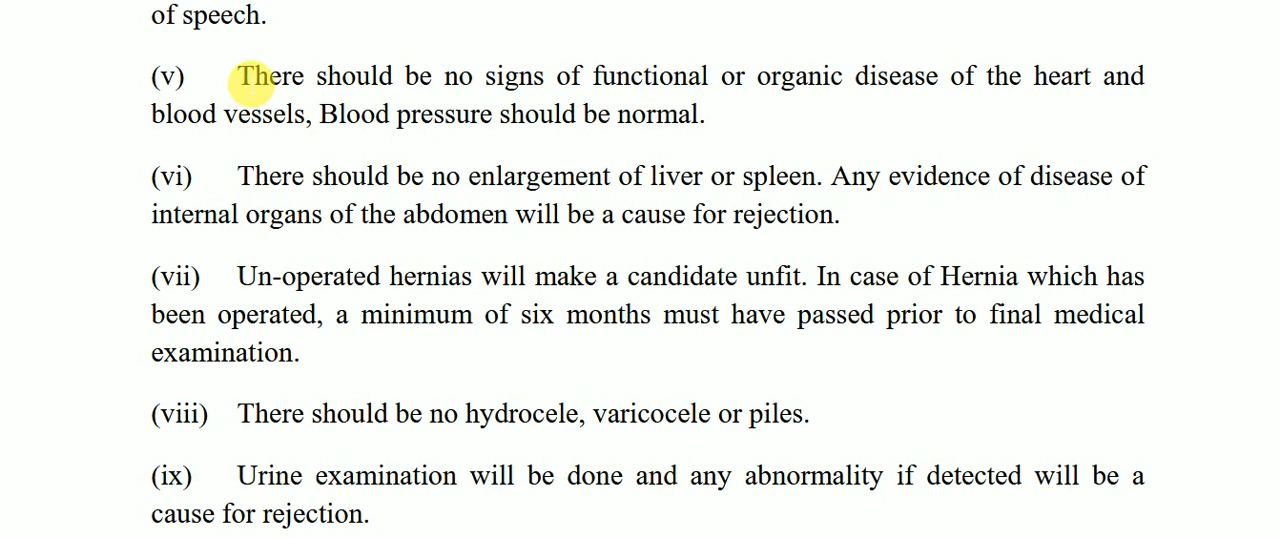 of speech.
(v) There should be no signs of functional or organic disease of the heart and
blood vessels, Blood pressure should be normal.
(vi) There should be no enlargement of liver or spleen. Any evidence of disease of
internal organs of the abdomen will be a cause for rejection.
(vii) Un-operated hernias will make a candidate unfit. In case of Hernia which has
been operated, a minimum of six months must have passed prior to final medical
examination.
(viii) There should be no hydrocele, varicocele or piles.
(ix) Urine examination will be done and any abnormality if detected will be a
cause for rejection.